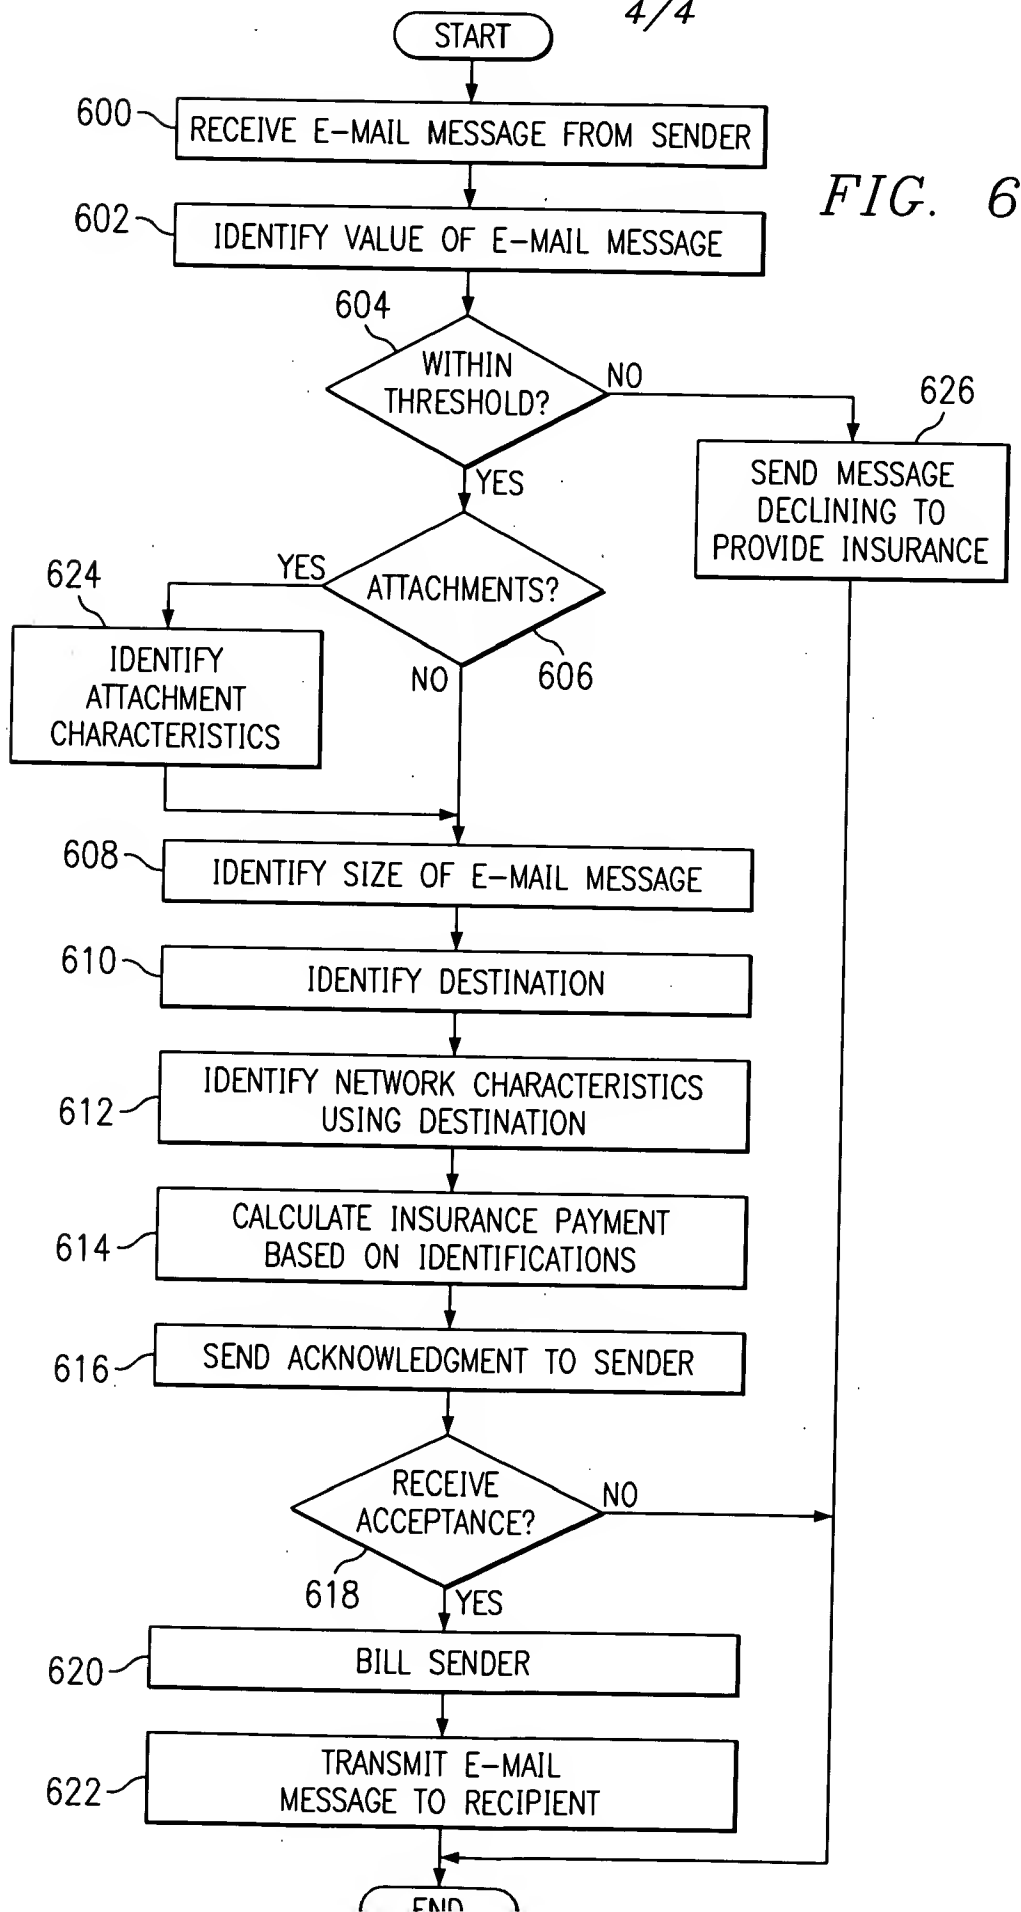 4/4
START
600
RECEIVE E-MAIL MESSAGE FROM SENDER
FIG. 6
602
IDENTIFY VALUE OF E-MAIL MESSAGE
604
WITHIN
THRESHOLD?
NO
626
SEND MESSAGE
DECLINING TO
PROVIDE INSURANCE
YES
ATTACHMENTS?
YES
606
NO
624
IDENTIFY
ATTACHMENT
CHARACTERISTICS
608
IDENTIFY SIZE OF E-MAIL MESSAGE
610
IDENTIFY DESTINATION
612
IDENTIFY NETWORK CHARACTERISTICS
USING DESTINATION
614
CALCULATE INSURANCE PAYMENT
BASED ON IDENTIFICATIONS
616
SEND ACKNOWLEDGMENT TO SENDER
RECEIVE
ACCEPTANCE?
NO
618
YES
620
BILL SENDER
622
TRANSMIT E-MAIL
MESSAGE TO RECIPIENT
END